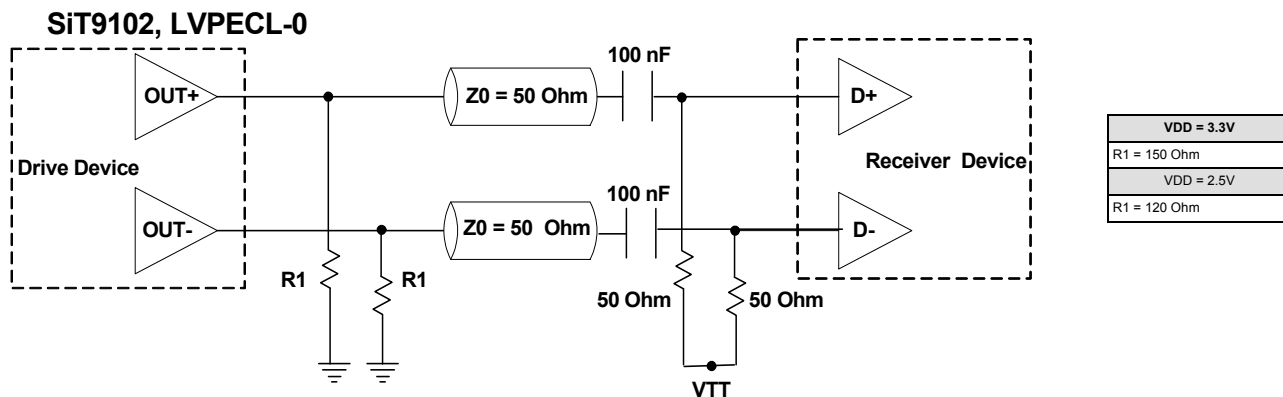 SiT9102, LVPECL-0
OUT+
Drive Device
OUT-
R1
R1
Z0 = 50 Ohm
100 nF
Z0 = 50 Ohm
100 nF
50 Ohm
50 Ohm
VTT
D+
Receiver Device
D-
VDD = 3.3V
R1 = 150 Ohm
VDD = 2.5V
R1 = 120 Ohm